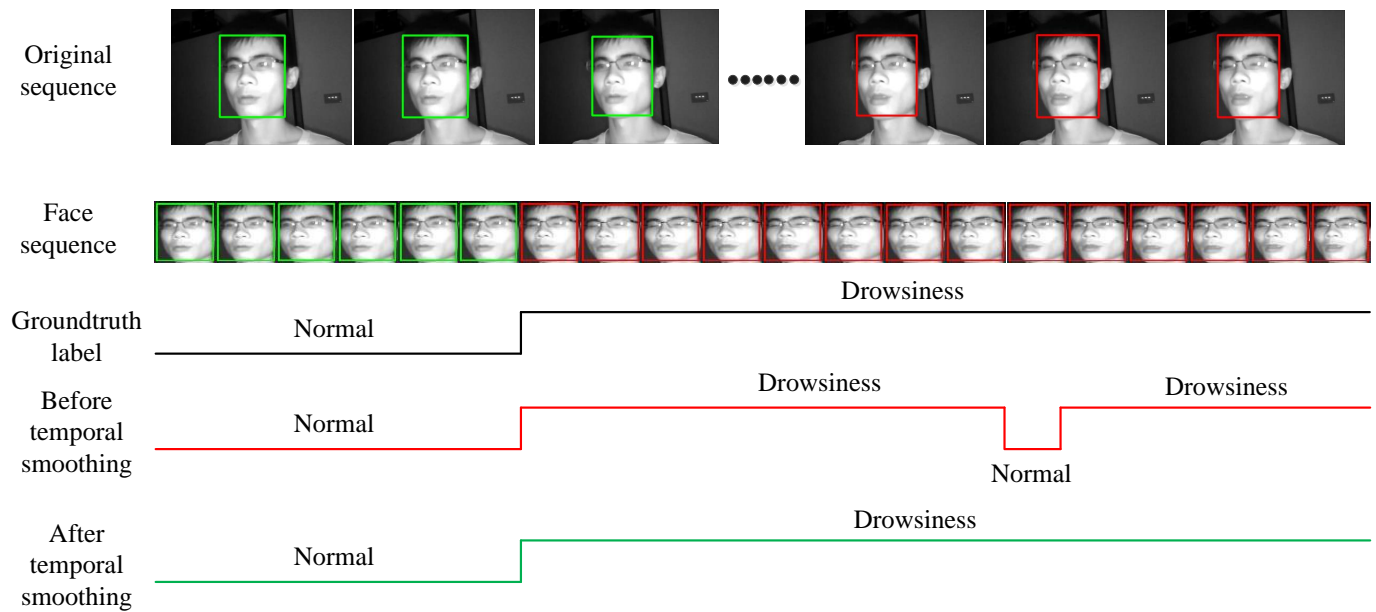 Original
sequence
Face
sequence
Drowsiness
Groundtruth
label
Normal
Before
temporal
smoothing
Drowsiness
Drowsiness
Normal
Normal
After
temporal
smoothing
Drowsiness
Normal